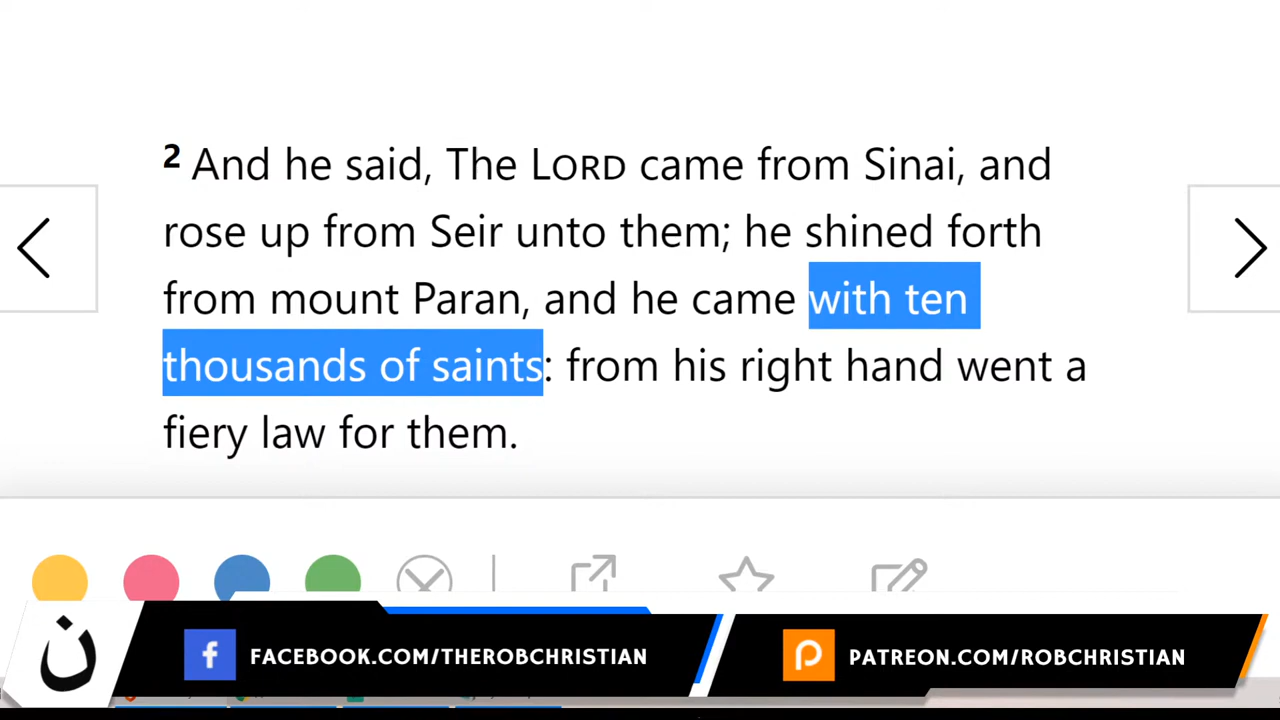 2 And he said, The LORD came from Sinai, and
rose up from Seir unto them; he shined forth
from mount Paran, and he came with ten
thousands of saints: from his right hand went a
fiery law for them.
ن
FACEBOOK.COM/THEROBCHRISTIAN
PATREON.COM/ROBCHRISTIAN